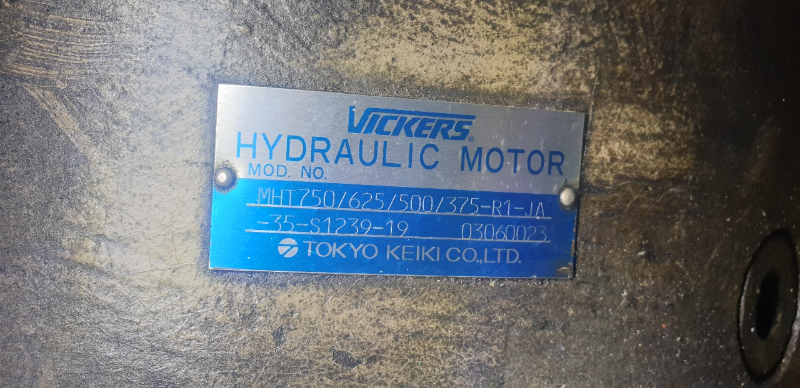 VICKERS®
HYDRAULIC MOTOR
MOD. NO.
MHT750/625/500/375-R1-JA
-35-S1239-19 03060023
TOKYO KEIKI CO.,LTD.